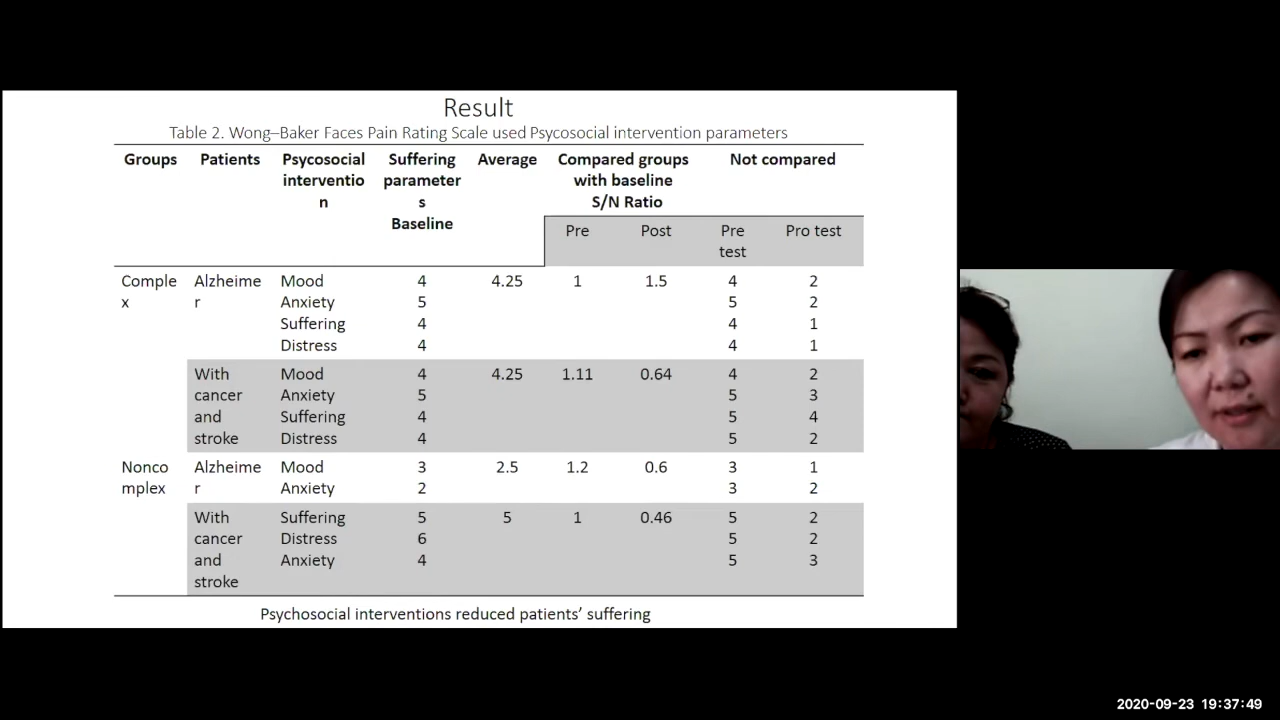 Result
Table 2. Wong–Baker Faces Pain Rating Scale used Psycosocial intervention parameters
Groups Patients Psycosocial Suffering Average Compared groups Not compared
interventio parameter with baseline
n s S/N Ratio
Baseline
Pre Post Pre Pro test
test
Comple Alzheime Mood 4 4.25 1 1.5 4 2
x r Anxiety 5 5 2
Suffering 4 4 1
Distress 4 4 1
With Mood 4 4.25 1.11 0.64 4 2
cancer Anxiety 5 5 3
and Suffering 4 5 4
stroke Distress 4 5 2
Nonco Alzheime Mood 3 2.5 1.2 0.6 3 1
mplex r Anxiety 2 3 2
With Suffering 5 5 1 0.46 5 2
cancer Distress 6 5 2
and Anxiety 4 5 3
stroke
Psychosocial interventions reduced patients’ suffering
2020-09-23 19:37:49